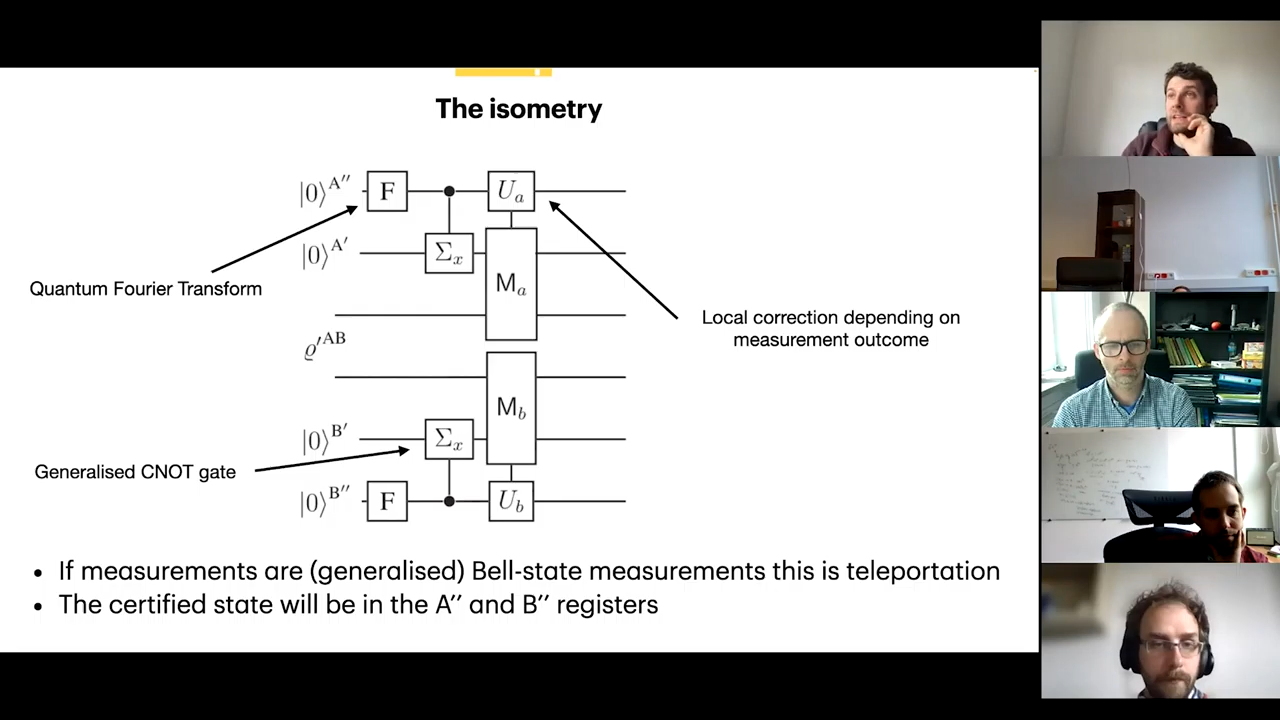 The isometry
|0⟩^A″ F U_a
|0⟩^A′ Σ_x
M_a
Quantum Fourier Transform
Local correction depending on
measurement outcome
ϱ′^AB
M_b
|0⟩^B′ Σ_x
Generalised CNOT gate
|0⟩^B″ F U_b
• If measurements are (generalised) Bell-state measurements this is teleportation
• The certified state will be in the A″ and B″ registers